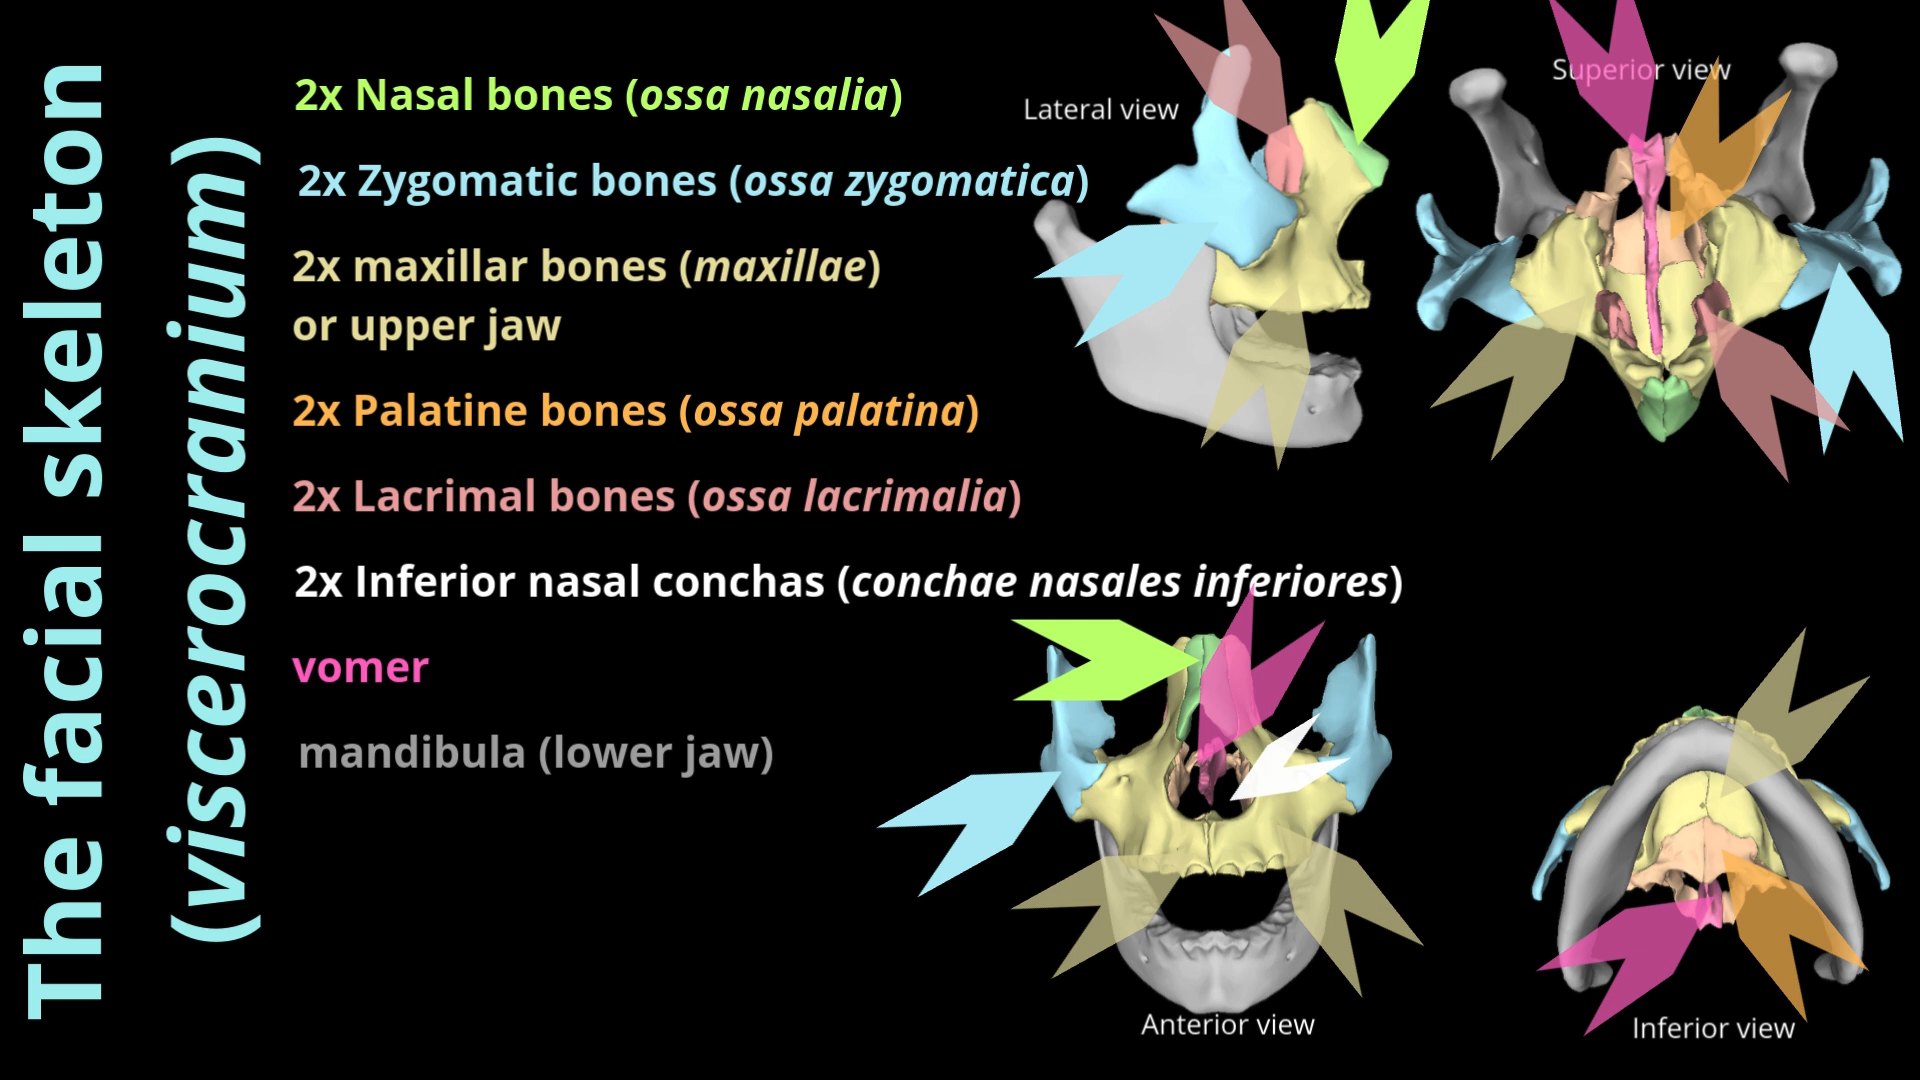 The facial skeleton
(viscerocranium)
2x Nasal bones (ossa nasalia)
2x Zygomatic bones (ossa zygomatica)
2x maxillar bones (maxillae)
or upper jaw
2x Palatine bones (ossa palatina)
2x Lacrimal bones (ossa lacrimalia)
2x Inferior nasal conchas (conchae nasales inferiores)
vomer
mandibula (lower jaw)
Lateral view
Superior view
Anterior view
Inferior view